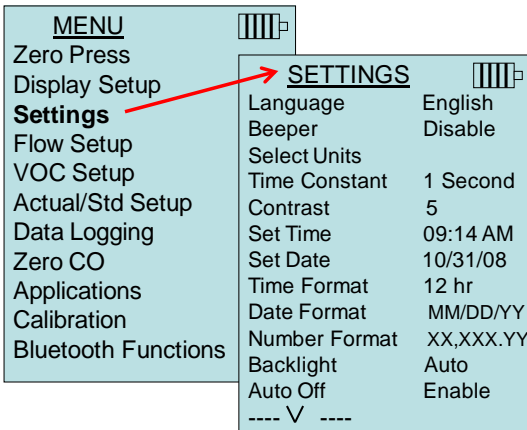 MENU
Zero Press
Display Setup
Settings
Flow Setup
VOC Setup
Actual/Std Setup
Data Logging
Zero CO
Applications
Calibration
Bluetooth Functions
SETTINGS
Language English
Beeper Disable
Select Units
Time Constant 1 Second
Contrast 5
Set Time 09:14 AM
Set Date 10/31/08
Time Format 12 hr
Date Format MM/DD/YY
Number Format XX,XXX.YY
Backlight Auto
Auto Off Enable
---- V ----